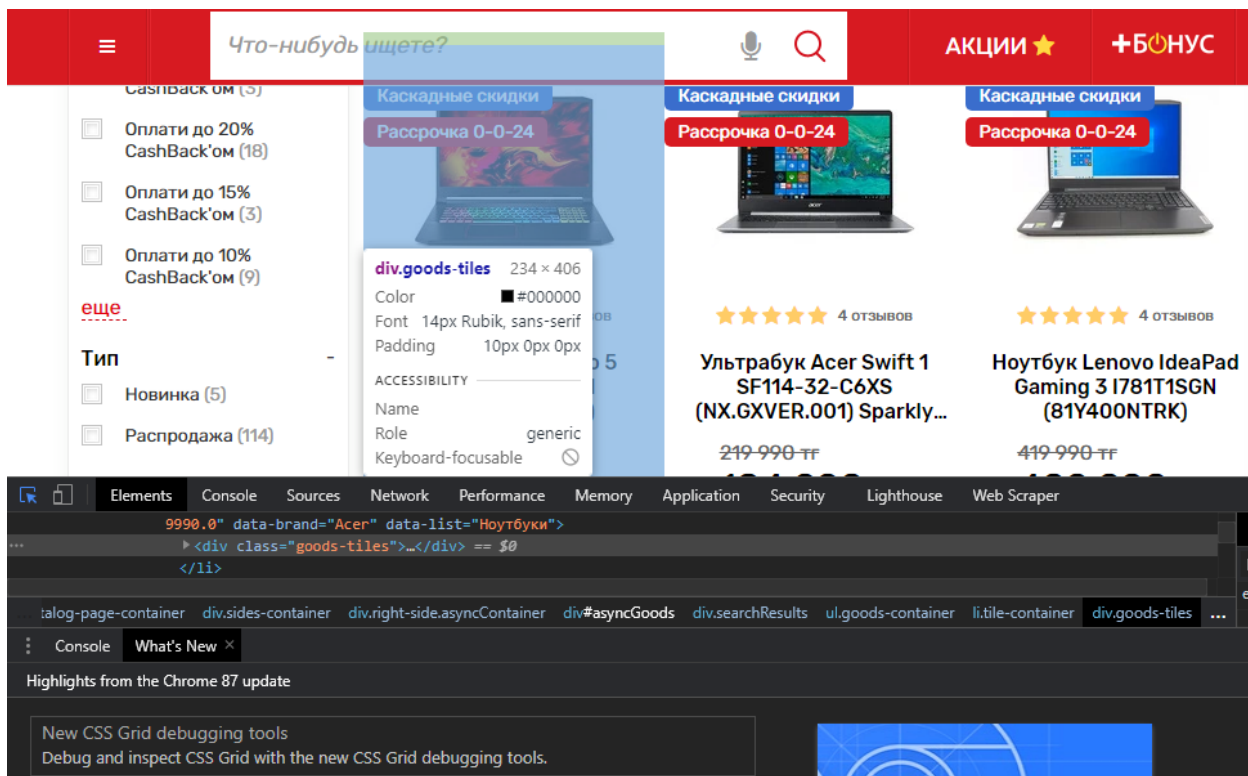 ≡ Что-нибудь ищете? АКЦИИ +БОНУС
CashBack'ом (3)
Оплати до 20%
CashBack'ом (18)
Оплати до 15%
CashBack'ом (3)
Оплати до 10%
CashBack'ом (9)
еще
Тип -
Новинка (5)
Распродажа (114)
Каскадные скидки
Рассрочка 0-0-24
div.goods-tiles 234 × 406
Color #000000
Font 14px Rubik, sans-serif
Padding 10px 0px 0px
ACCESSIBILITY
Name
Role generic
Keyboard-focusable
Каскадные скидки
Рассрочка 0-0-24
acer
4 отзывов
Ультрабук Acer Swift 1
SF114-32-C6XS
(NX.GXVER.001) Sparkly...
219 990 тг
Каскадные скидки
Рассрочка 0-0-24
4 отзывов
Ноутбук Lenovo IdeaPad
Gaming 3 I781T1SGN
(81Y400NTRK)
419 990 тг
Elements Console Sources Network Performance Memory Application Security Lighthouse Web Scraper
9990.0" data-brand="Acer" data-list="Ноутбуки">
<div class="goods-tiles">…</div> == $0
</li>
talog-page-container div.sides-container div.right-side.asyncContainer div#asyncGoods div.searchResults ul.goods-container li.tile-container div.goods-tiles ...
Console What's New ×
Highlights from the Chrome 87 update
New CSS Grid debugging tools
Debug and inspect CSS Grid with the new CSS Grid debugging tools.